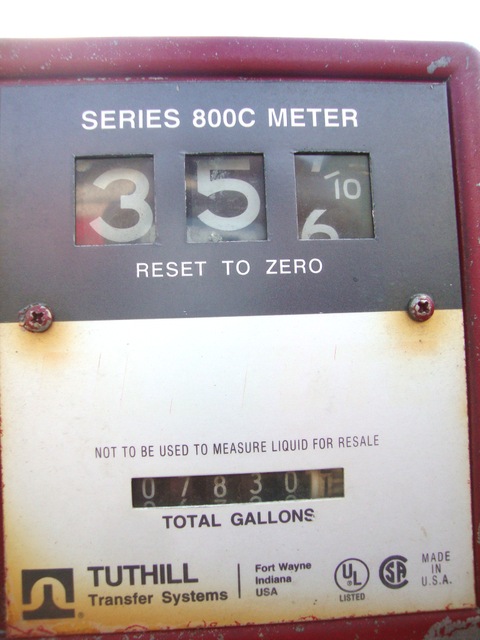 SERIES 800C METER
3 5 /10 6
RESET TO ZERO
NOT TO BE USED TO MEASURE LIQUID FOR RESALE
0 7 8 3 0
TOTAL GALLONS
TUTHILL
Transfer Systems
Fort Wayne
Indiana
USA
UL
LISTED
SA
MADE
IN
U.S.A.